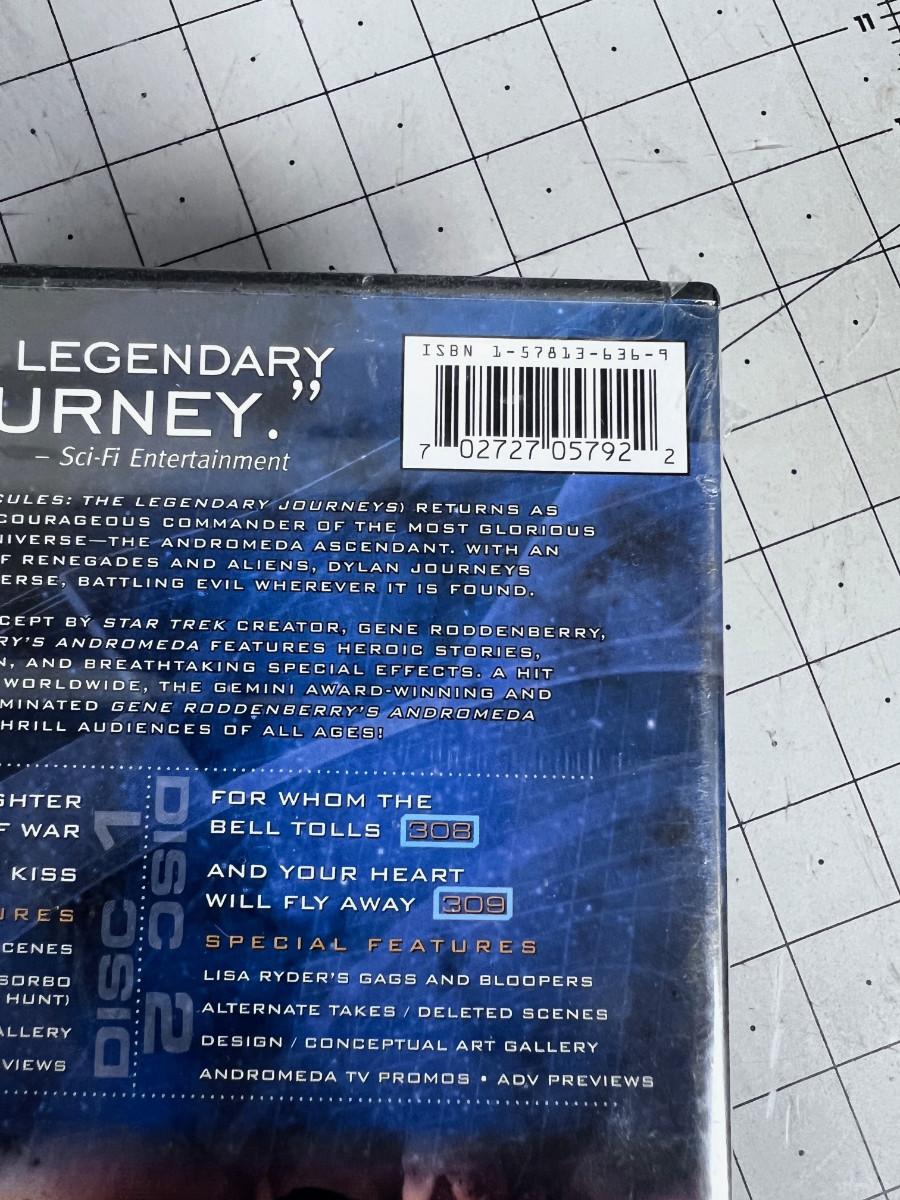 LEGENDARY
URNEY.”
– Sci-Fi Entertainment
ISBN 1-57813-636-9
7 02727 05792 2
CULES: THE LEGENDARY JOURNEYS) RETURNS AS
COURAGEOUS COMMANDER OF THE MOST GLORIOUS
NIVERSE—THE ANDROMEDA ASCENDANT. WITH AN
F RENEGADES AND ALIENS, DYLAN JOURNEYS
ERSE, BATTLING EVIL WHEREVER IT IS FOUND.
CEPT BY STAR TREK CREATOR, GENE RODDENBERRY,
RY'S ANDROMEDA FEATURES HEROIC STORIES,
N, AND BREATHTAKING SPECIAL EFFECTS. A HIT
WORLDWIDE, THE GEMINI AWARD-WINNING AND
MINATED GENE RODDENBERRY'S ANDROMEDA
HRILL AUDIENCES OF ALL AGES!
GHTER
F WAR
KISS
URES
CENES
SORBO
HUNT)
ALLERY
VIEWS
DISC 1
DISC 2
FOR WHOM THE
BELL TOLLS 308
AND YOUR HEART
WILL FLY AWAY 309
SPECIAL FEATURES
LISA RYDER'S GAGS AND BLOOPERS
ALTERNATE TAKES / DELETED SCENES
DESIGN / CONCEPTUAL ART GALLERY
ANDROMEDA TV PROMOS • ADV PREVIEWS
11